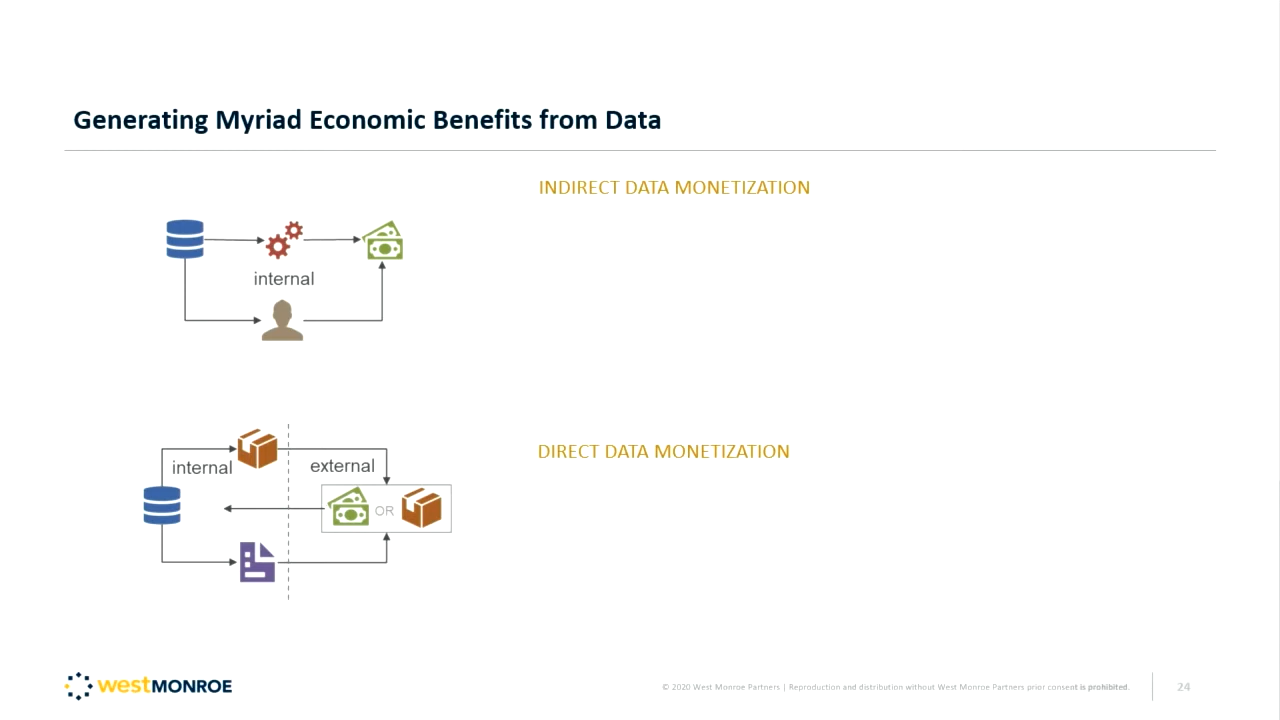 Generating Myriad Economic Benefits from Data
INDIRECT DATA MONETIZATION
internal
DIRECT DATA MONETIZATION
internal
external
OR
westMONROE
© 2020 West Monroe Partners | Reproduction and distribution without West Monroe Partners prior consent is prohibited.
24